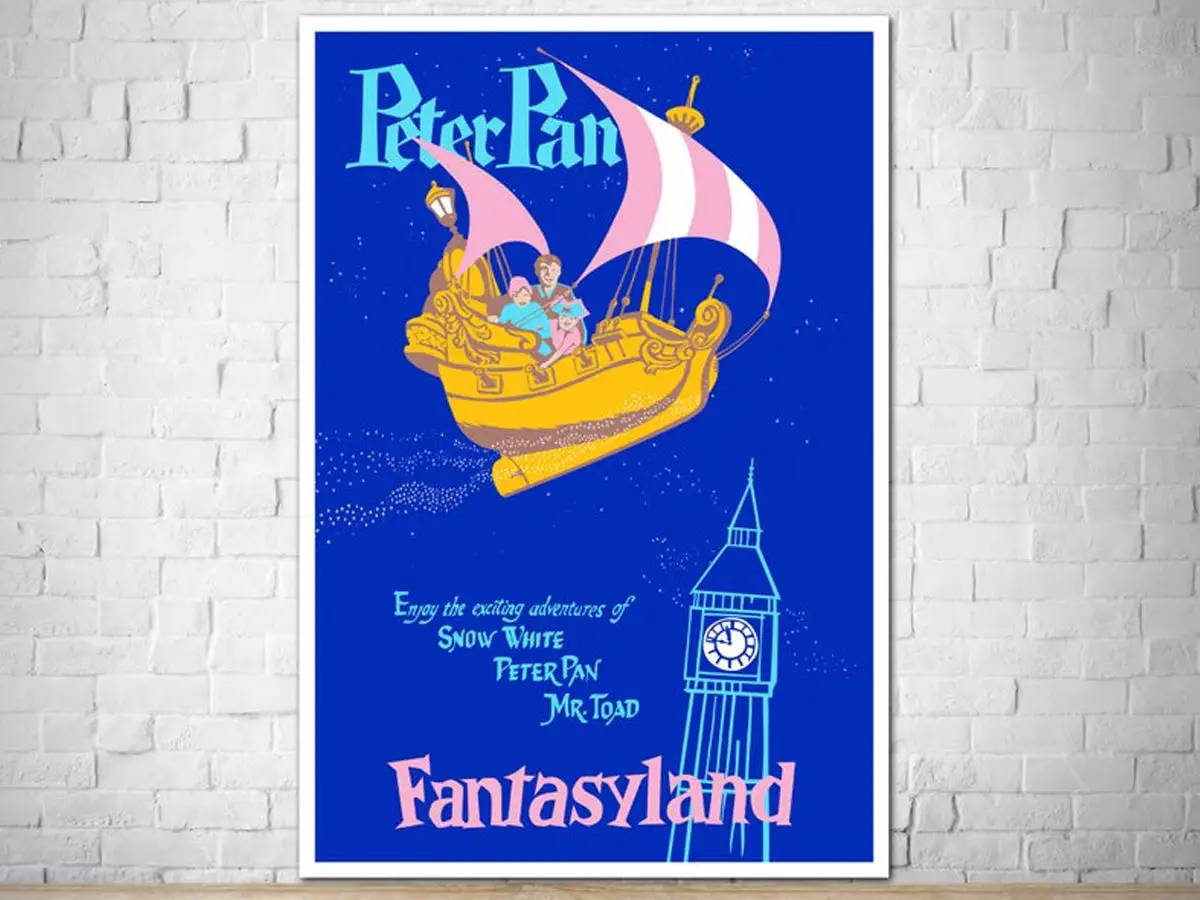 Peter Pan
Enjoy the exciting adventures of
SNOW WHITE
PETER PAN
MR. TOAD
Fantasyland